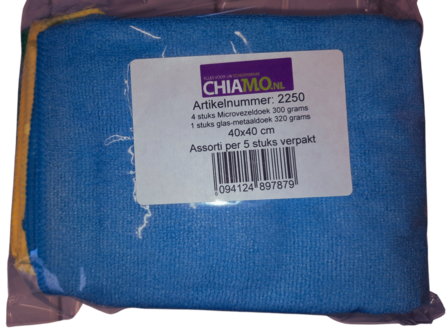 CHIAMO.NL
Artikelnummer: 2250
4 stuks Microvezeldoek 300 grams
1 stuks glas-metaaldoek 320 grams
40x40 cm
Assorti per 5 stuks verpakt
094124 897879